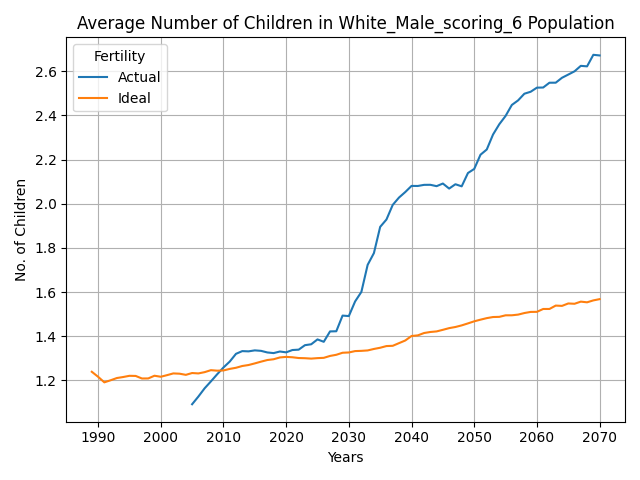 Average Number of Children in White_Male_scoring_6 Population
Fertility
Actual
Ideal
No. of Children
2.6
2.4
2.2
2.0
1.8
1.6
1.4
1.2
1990 2000 2010 2020 2030 2040 2050 2060 2070
Years